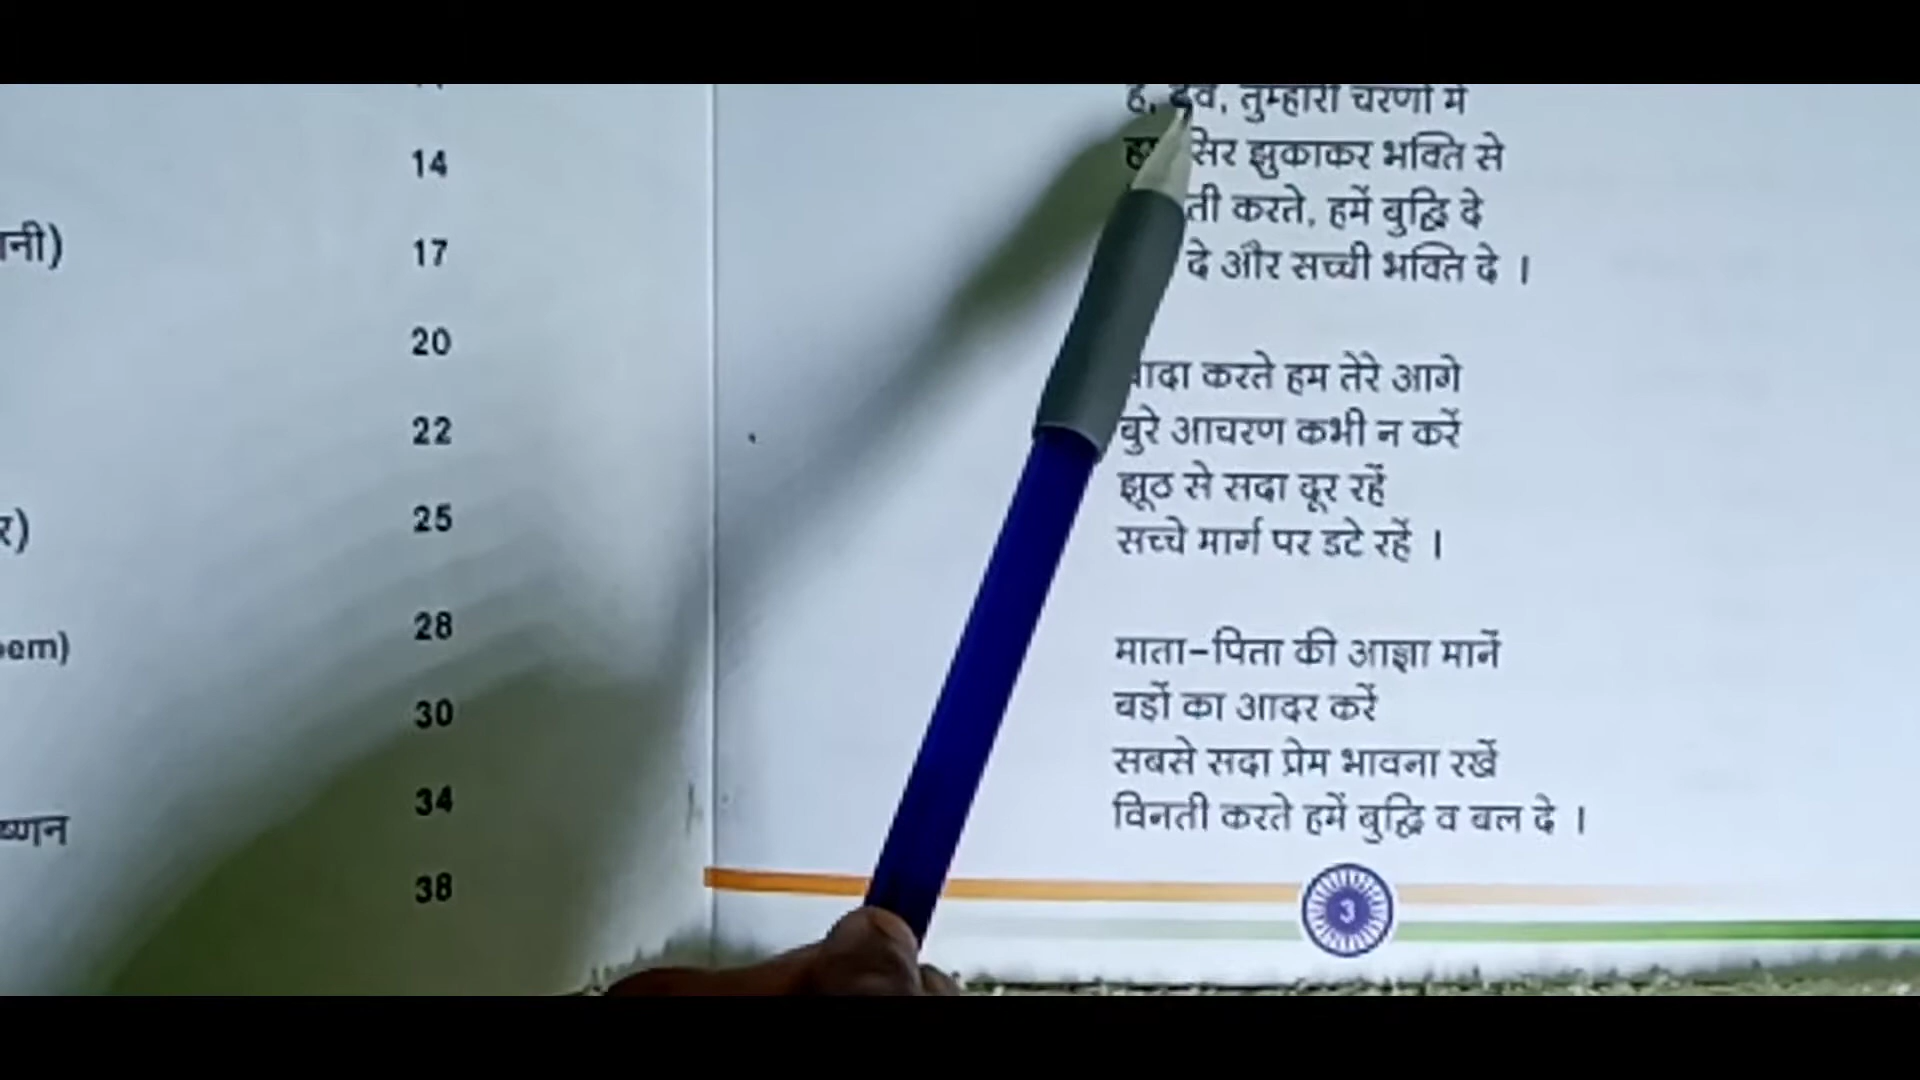 14
नी)
17
20
22
25
र)
28
oem)
30
34
ष्णन
38
तुम्हारी चरणों में
सिर झुकाकर भक्ति से
ती करते, हमें बुद्धि दे
दे और सच्ची भक्ति दे ।
वादा करते हम तेरे आगे
बुरे आचरण कभी न करें
झूठ से सदा दूर रहें
सच्चे मार्ग पर डटे रहें ।
माता-पिता की आज्ञा मानें
बड़ों का आदर करें
सबसे सदा प्रेम भावना रखें
विनती करते हमें बुद्धि व बल दे ।
3